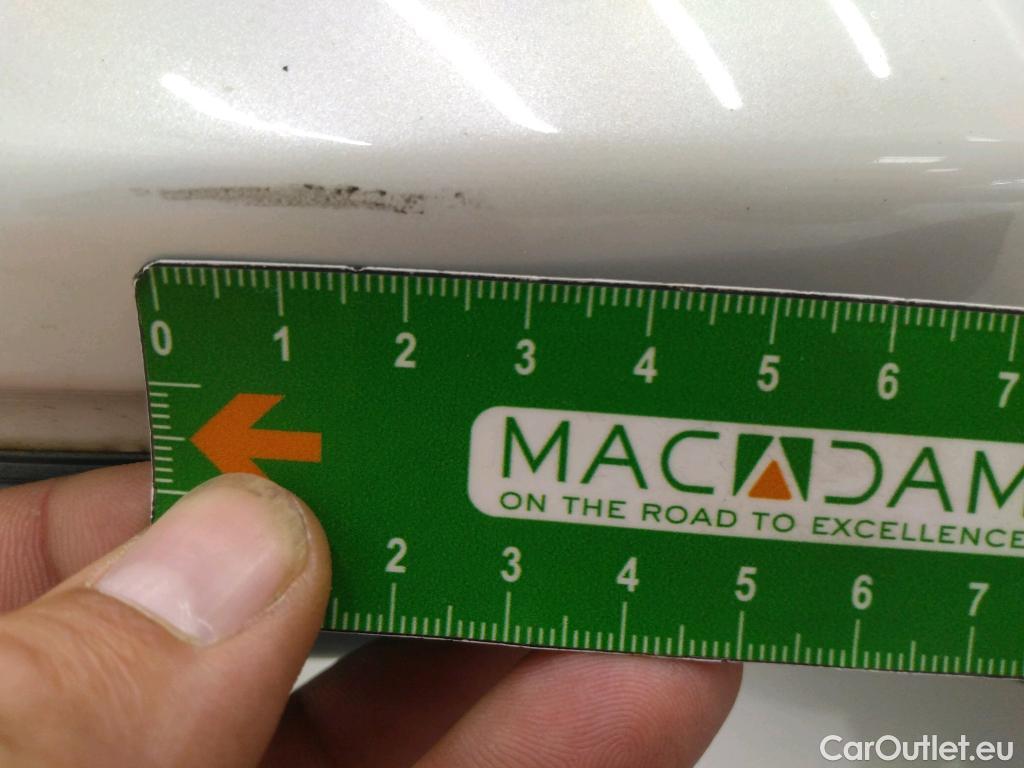 0 1 2 3 4 5 6 7
MACADAM
ON THE ROAD TO EXCELLENCE
2 3 4 5 6 7
CarOutlet.eu